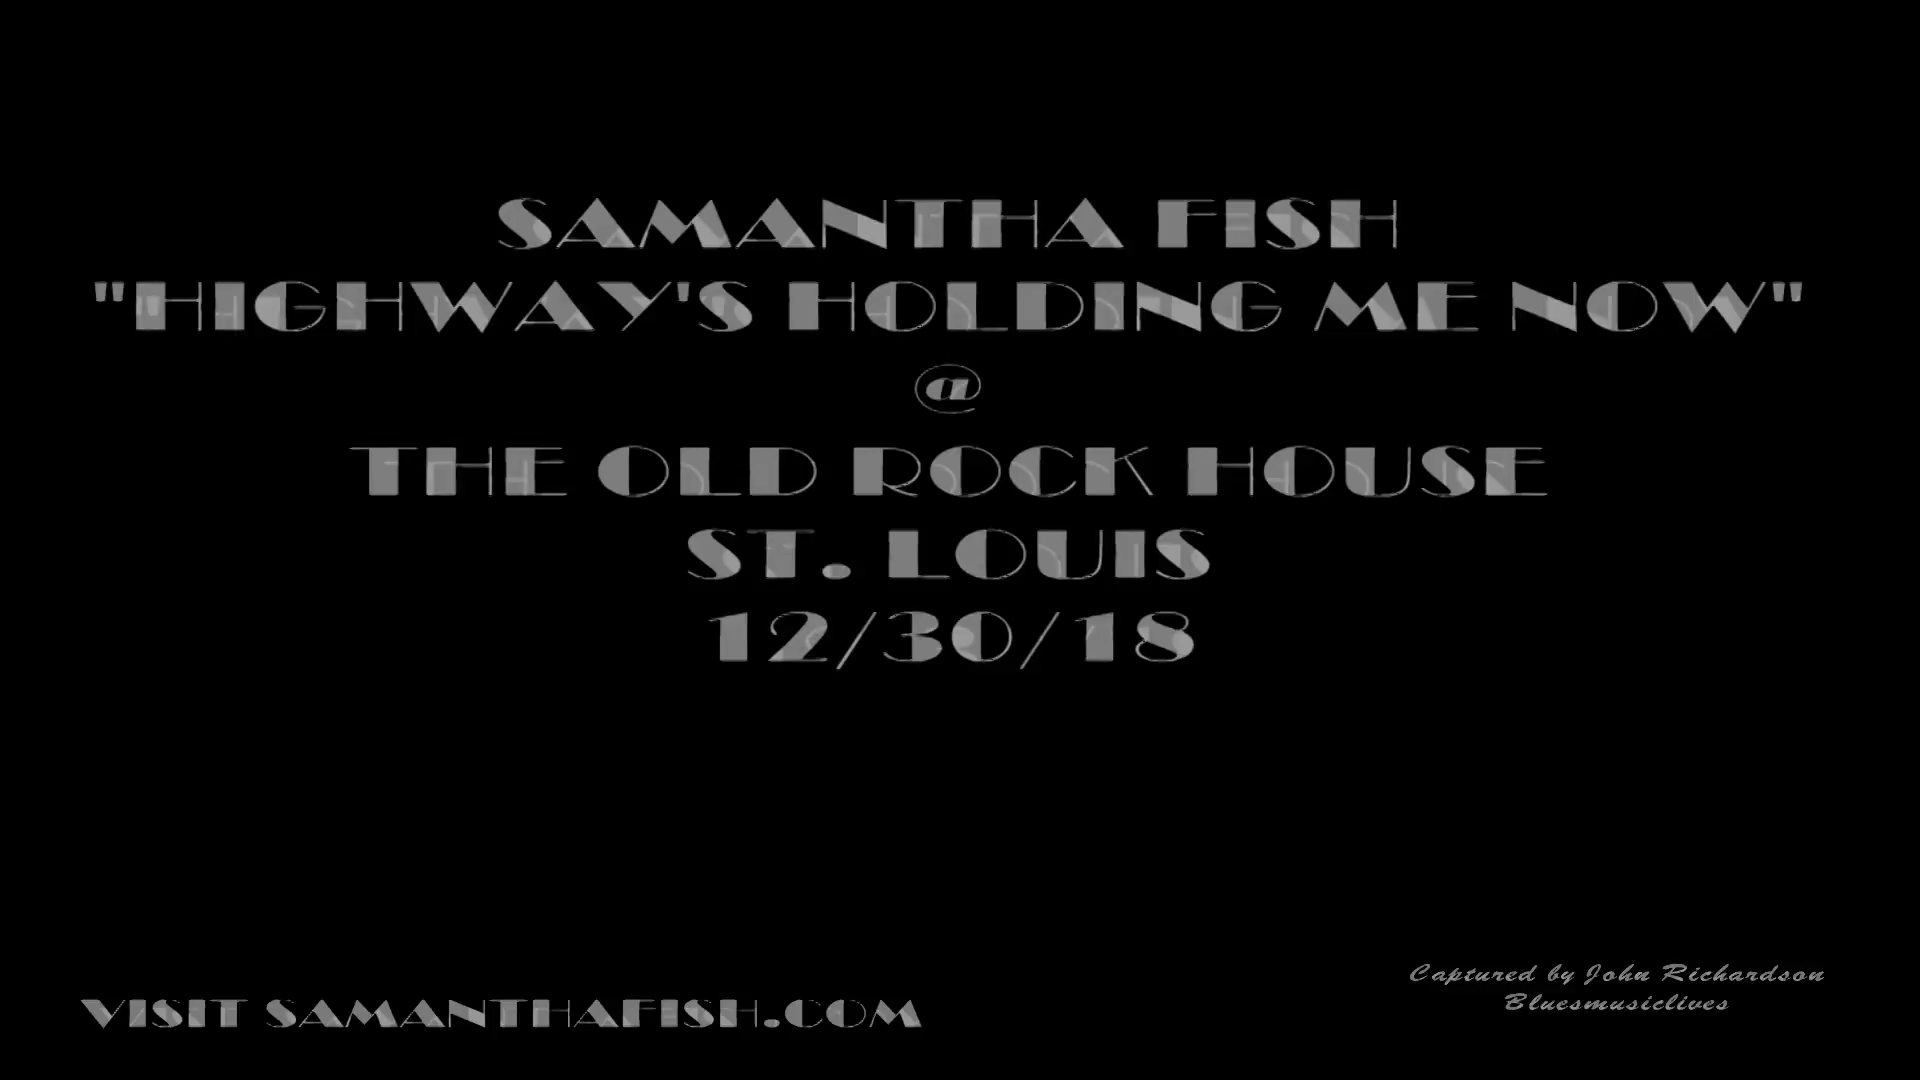 SAMANTHA FISH
"HIGHWAY'S HOLDING ME NOW"
@
THE OLD ROCK HOUSE
ST. LOUIS
12/30/18
VISIT SAMANTHAFISH.COM
Captured by John Richardson
Bluesmusiclives